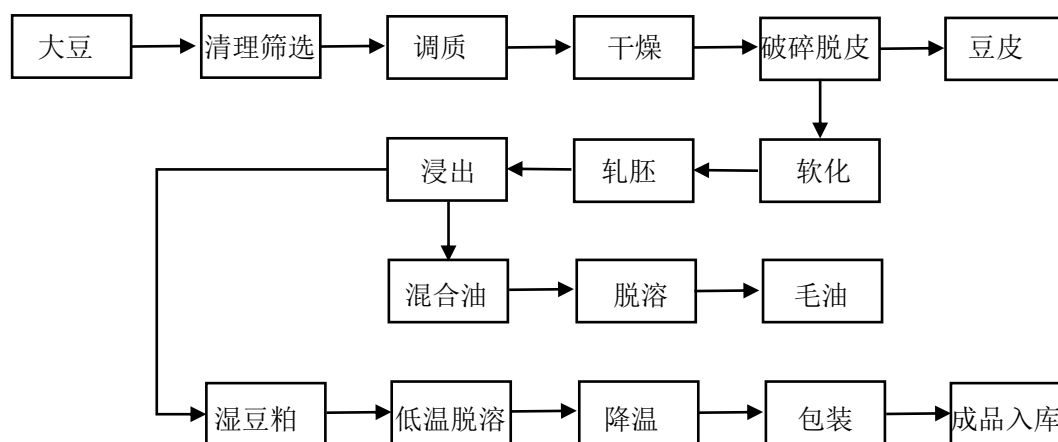 大豆
清理筛选
调质
干燥
破碎脱皮
豆皮
浸出
轧胚
软化
混合油
脱溶
毛油
湿豆粕
低温脱溶
降温
包装
成品入库